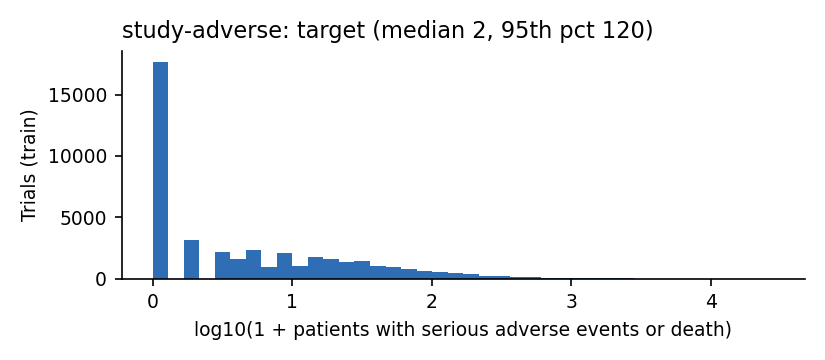 study-adverse: target (median 2, 95th pct 120)
Trials (train)
15000
10000
5000
0
0 1 2 3 4
log10(1 + patients with serious adverse events or death)